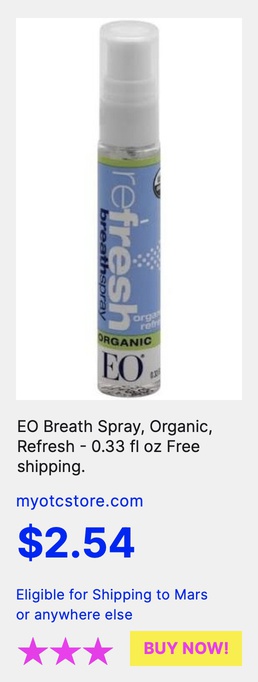 refresh
breathspray
ORGANIC
EO
EO Breath Spray, Organic,
Refresh - 0.33 fl oz Free
shipping.
myotcstore.com
$2.54
Eligible for Shipping to Mars
or anywhere else
BUY NOW!